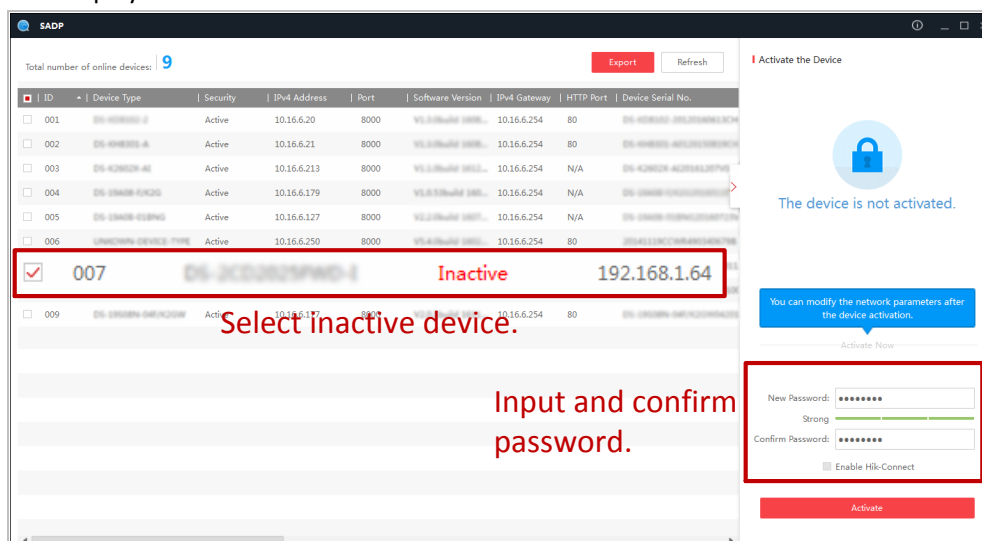 SADP
Total number of online devices: 9
Export
Refresh
ID Device Type Security IPv4 Address Port Software Version IPv4 Gateway HTTP Port Device Serial No.
001 Active 10.16.6.20 8000 10.16.6.254 80
002 Active 10.16.6.21 8000 10.16.6.254 80
003 Active 10.16.6.213 8000 10.16.6.254 N/A
004 Active 10.16.6.179 8000 10.16.6.254 N/A
005 Active 10.16.6.127 8000 10.16.6.254 N/A
006 Active 10.16.6.250 8000 10.16.6.254 80
007 Inactive 192.168.1.64
009 Active 8000 10.16.6.254 80
Select inactive device.
Input and confirm
password.
Activate the Device
The device is not activated.
You can modify the network parameters after
the device activation.
Activate Now
New Password: ●●●●●●●●
Strong
Confirm Password: ●●●●●●●●
Enable Hik-Connect
Activate